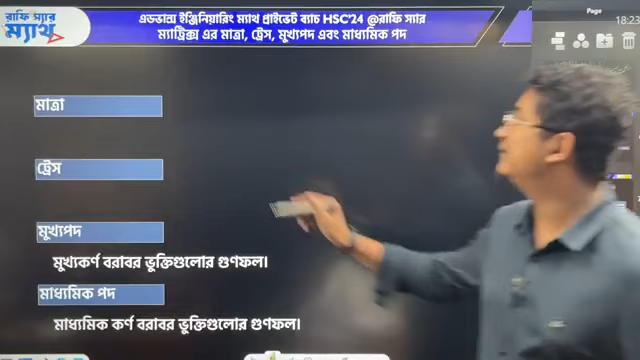 রাফি স্যার
ম্যাথ
এডভান্স ইঞ্জিনিয়ারিং ম্যাথ প্রাইভেট ব্যাচ HSC'24 @রাফি স্যার
ম্যাট্রিক্স এর মাত্রা, ট্রেস, মুখ্যপদ এবং মাধ্যমিক পদ
Page
18:23
মাত্রা
ট্রেস
মুখ্যপদ
মুখ্যকর্ণ বরাবর ভুক্তিগুলোর গুণফল।
মাধ্যমিক পদ
মাধ্যমিক কর্ণ বরাবর ভুক্তিগুলোর গুণফল।